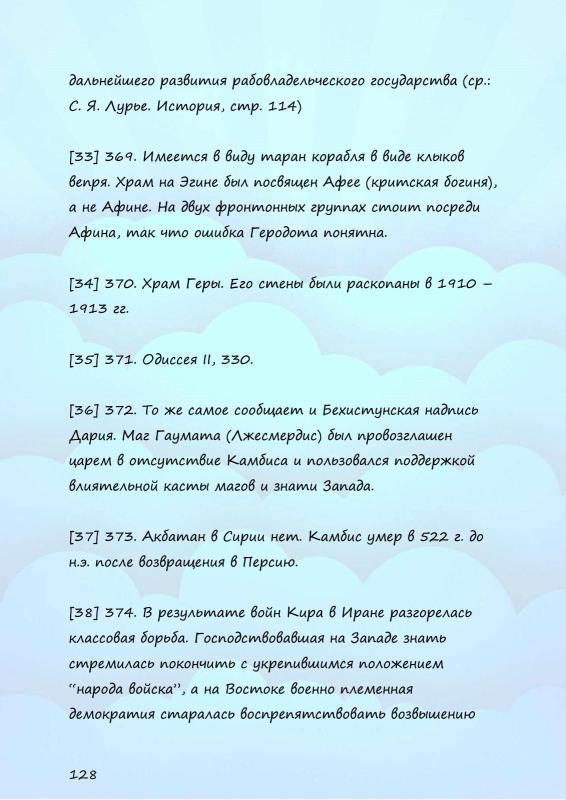 дальнейшего развития рабовладельческого государства (ср.:
С. Я. Лурье. История, стр. 114)
[33] 369. Имеется в виду таран корабля в виде клыков
вепря. Храм на Эгине был посвящен Афее (критская богиня),
а не Афине. На двух фронтонных группах стоит посреди
Афина, так что ошибка Геродота понятна.
[34] 370. Храм Геры. Его стены были раскопаны в 1910 –
1913 гг.
[35] 371. Одиссея II, 330.
[36] 372. То же самое сообщает и Бехистунская надпись
Дария. Маг Гаумата (Лжесмердис) был провозглашен
царем в отсутствие Камбиса и пользовался поддержкой
влиятельной касты магов и знати Запада.
[37] 373. Акбатан в Сирии нет. Камбис умер в 522 г. до
н.э. после возвращения в Персию.
[38] 374. В результате войн Кира в Иране разгорелась
классовая борьба. Господствовавшая на Западе знать
стремилась покончить с укрепившимся положением
“народа войска”, а на Востоке военно племенная
демократия старалась воспрепятствовать возвышению
128